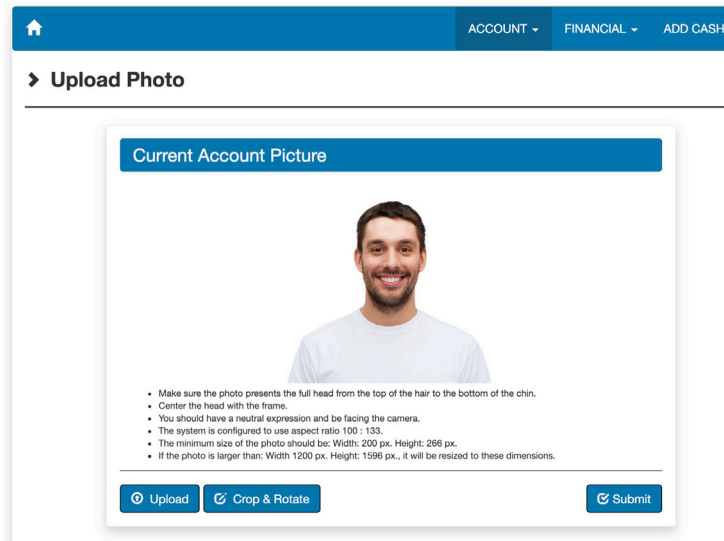 ACCOUNT FINANCIAL ADD CASH
Upload Photo
Current Account Picture
Make sure the photo presents the full head from the top of the hair to the bottom of the chin.
Center the head with the frame.
You should have a neutral expression and be facing the camera.
The system is configured to use aspect ratio 100 : 133.
The minimum size of the photo should be: Width: 200 px. Height: 266 px.
If the photo is larger than: Width 1200 px. Height: 1596 px., it will be resized to these dimensions.
Upload Crop & Rotate Submit